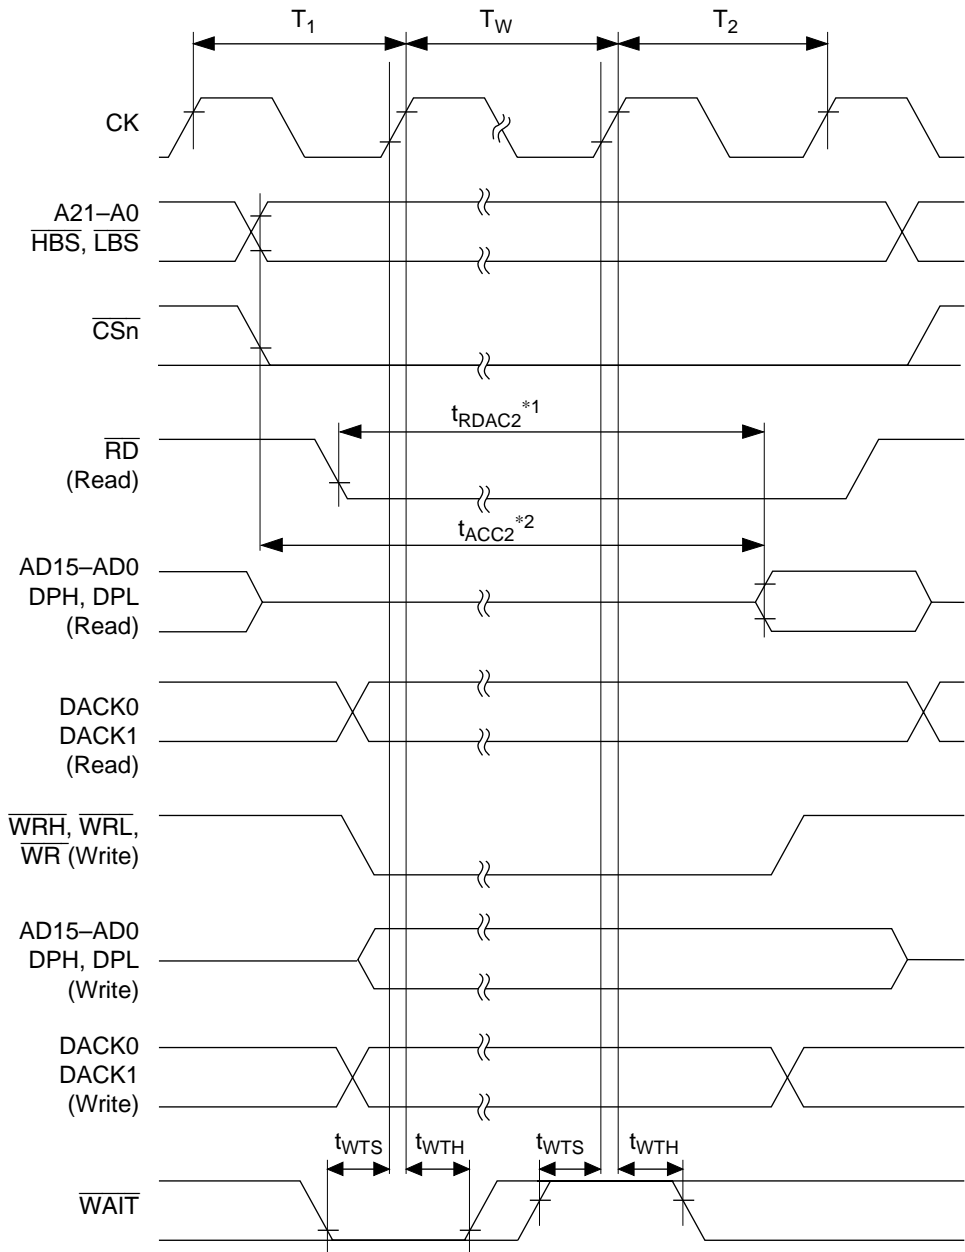 T1 TW T2
CK
A21–A0
HBS, LBS
CSn
tRDAC2*1
RD
(Read)
tACC2*2
AD15–AD0
DPH, DPL
(Read)
DACK0
DACK1
(Read)
WRH, WRL,
WR (Write)
AD15–AD0
DPH, DPL
(Write)
DACK0
DACK1
(Write)
tWTS tWTH tWTS tWTH
WAIT